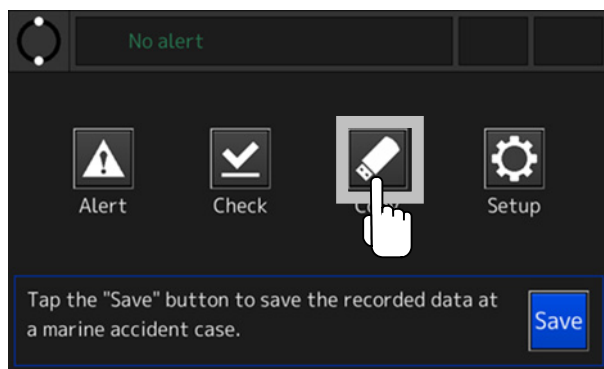 No alert
Alert
Check
Setup
Tap the "Save" button to save the recorded data at
a marine accident case.
Save